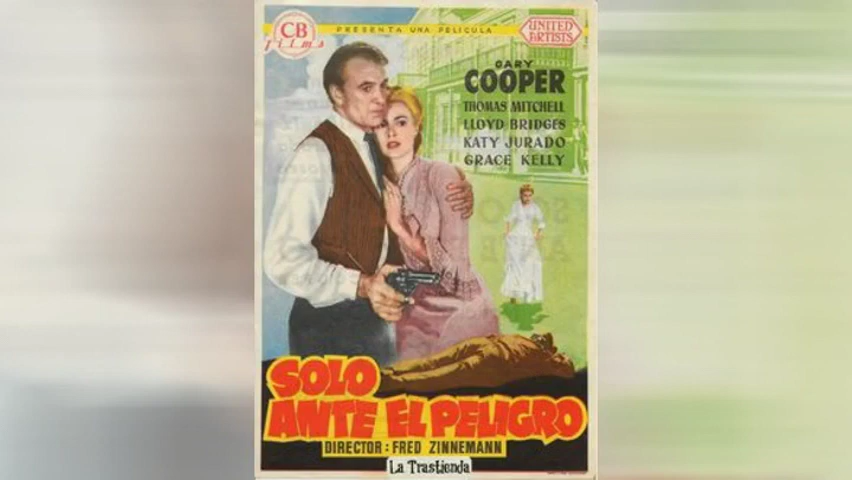 CB
films
PRESENTA UNA PELICULA
UNITED
ARTISTS
GARY
COOPER
THOMAS MITCHELL
LLOYD BRIDGES
KATY JURADO
GRACE KELLY
SOLO
ANTE EL PELIGRO
DIRECTOR: FRED ZINNEMANN
La Trastienda